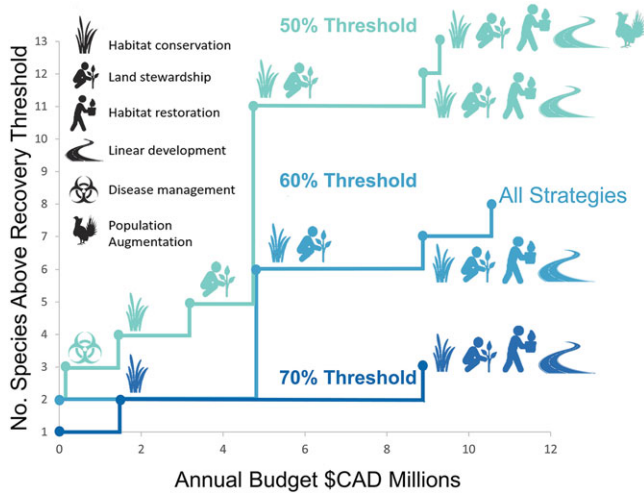 50% Threshold
13
12
11
10
9
8
7
6
5
4
3
2
1
No. Species Above Recovery Threshold
Habitat conservation
Land stewardship
Habitat restoration
Linear development
Disease management
Population
Augmentation
60% Threshold
All Strategies
70% Threshold
0
2
4
6
8
10
12
Annual Budget $CAD Millions